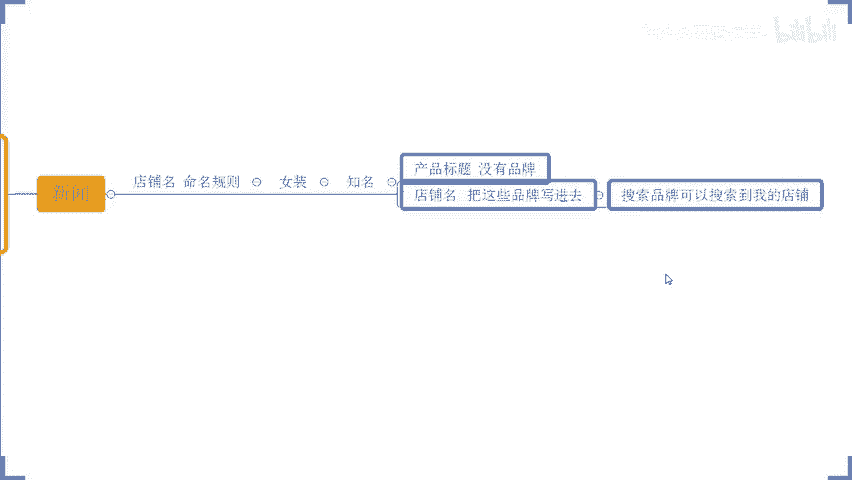 bilibili
产品标题 没有品牌
新闻 店铺名 命名规则 女装 知名
店铺名 把这些品牌写进去 搜索品牌可以搜索到我的店铺